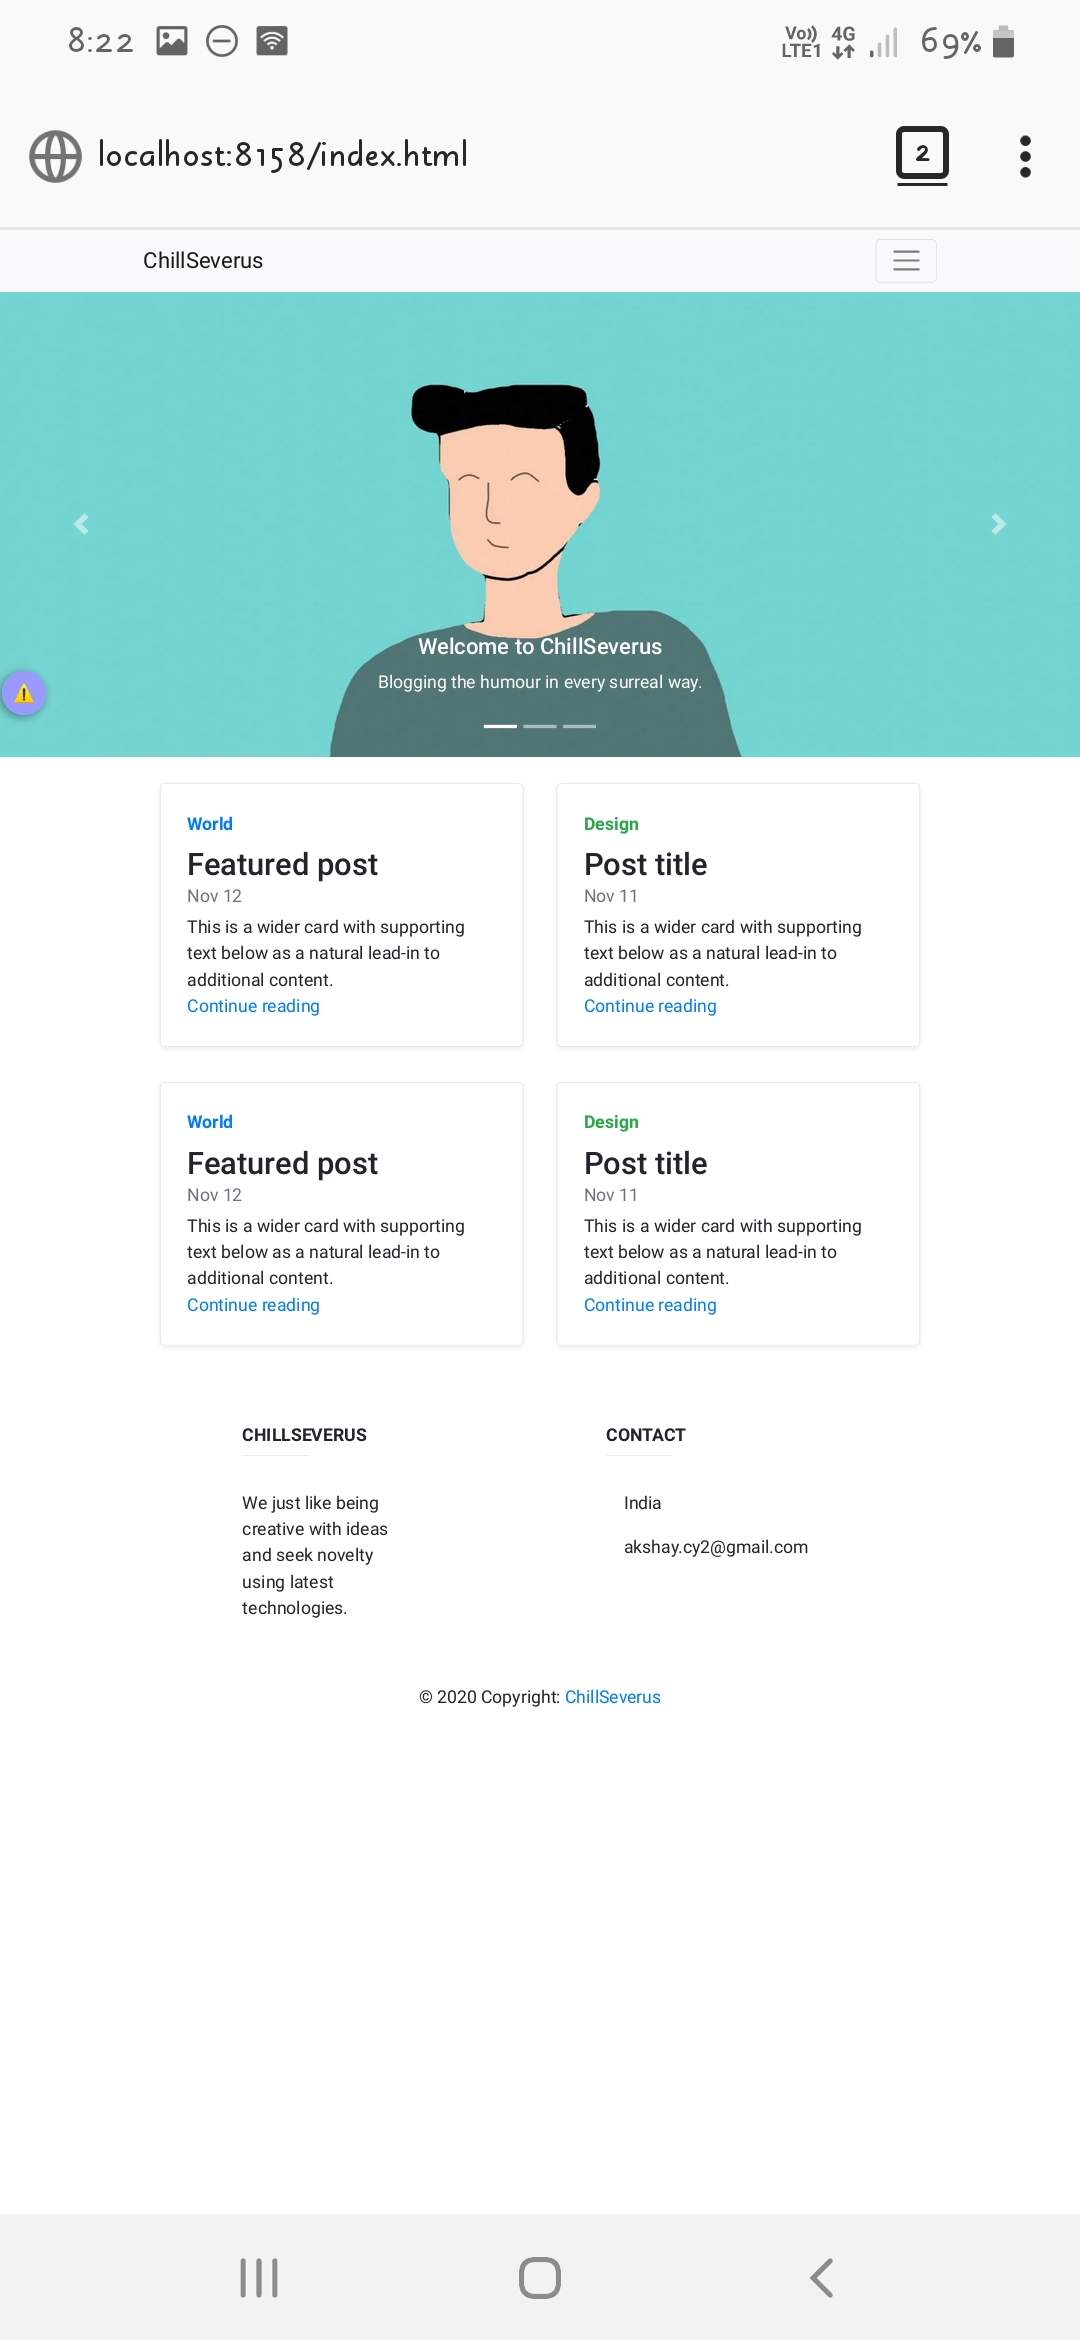 8:22
Vo)) 4G
LTE1
69%
localhost:8158/index.html
2
ChillSeverus
Welcome to ChillSeverus
Blogging the humour in every surreal way.
World
Featured post
Nov 12
This is a wider card with supporting
text below as a natural lead-in to
additional content.
Continue reading
Design
Post title
Nov 11
This is a wider card with supporting
text below as a natural lead-in to
additional content.
Continue reading
World
Featured post
Nov 12
This is a wider card with supporting
text below as a natural lead-in to
additional content.
Continue reading
Design
Post title
Nov 11
This is a wider card with supporting
text below as a natural lead-in to
additional content.
Continue reading
CHILLSEVERUS
We just like being
creative with ideas
and seek novelty
using latest
technologies.
CONTACT
India
akshay.cy2@gmail.com
© 2020 Copyright: ChillSeverus